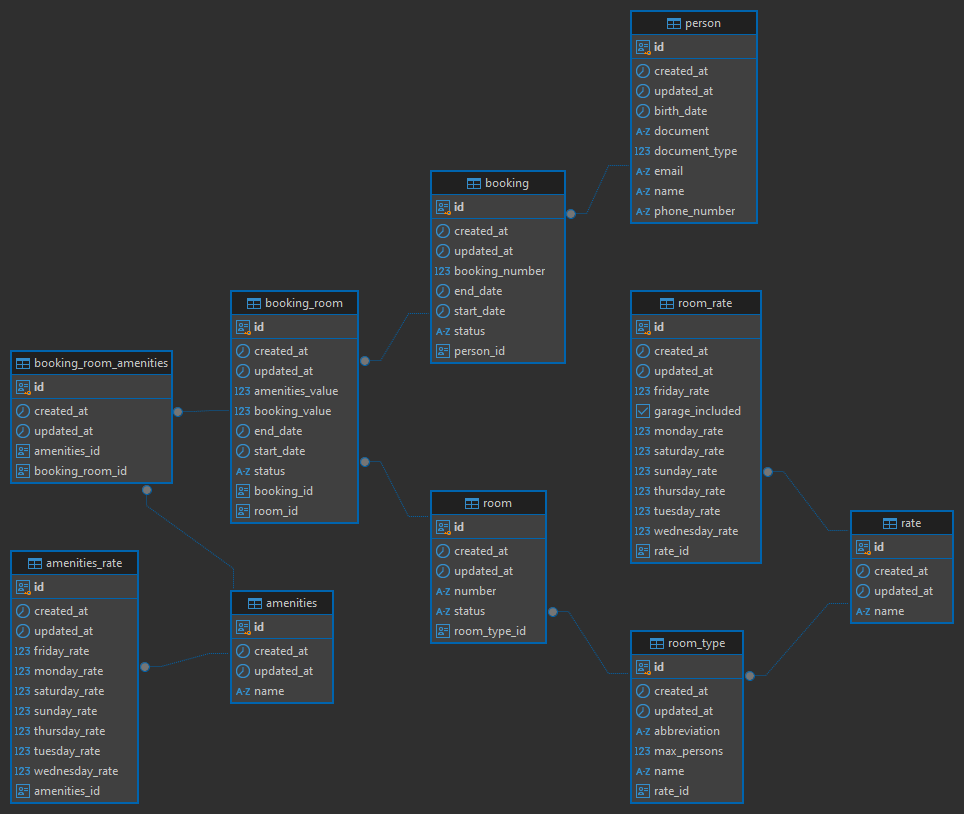 person
id
created_at
updated_at
birth_date
A-Z document
123 document_type
A-Z email
A-Z name
A-Z phone_number
booking
id
created_at
updated_at
123 booking_number
end_date
start_date
A-Z status
person_id
booking_room
id
created_at
updated_at
123 amenities_value
123 booking_value
end_date
start_date
A-Z status
booking_id
room_id
room_rate
id
created_at
updated_at
123 friday_rate
garage_included
123 monday_rate
123 saturday_rate
123 sunday_rate
123 thursday_rate
123 tuesday_rate
123 wednesday_rate
rate_id
booking_room_amenities
id
created_at
updated_at
amenities_id
booking_room_id
room
id
created_at
updated_at
A-Z number
A-Z status
room_type_id
rate
id
created_at
updated_at
A-Z name
amenities_rate
id
created_at
updated_at
123 friday_rate
123 monday_rate
123 saturday_rate
123 sunday_rate
123 thursday_rate
123 tuesday_rate
123 wednesday_rate
amenities_id
amenities
id
created_at
updated_at
A-Z name
room_type
id
created_at
updated_at
A-Z abbreviation
123 max_persons
A-Z name
rate_id